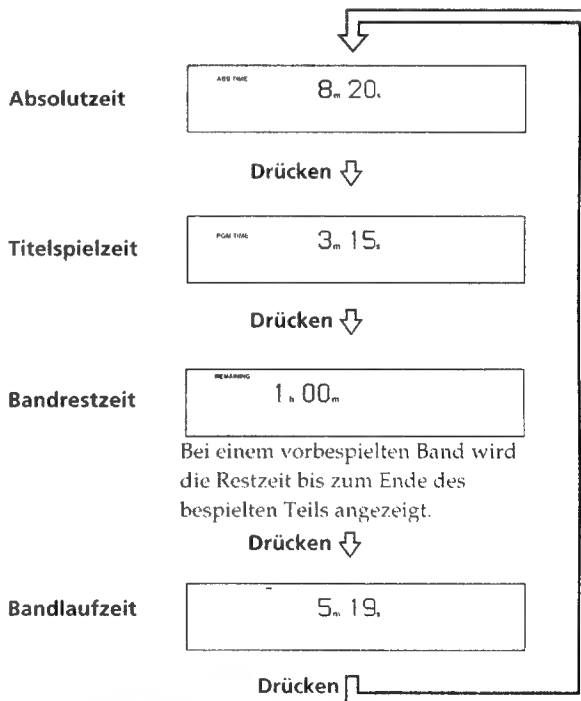 Absolutzeit
ABS TIME
8m 20s
Drücken
Titelspielzeit
PGM TIME
3m 15s
Drücken
Bandrestzeit
REMAINING
1h 00m
Bei einem vorbespielten Band wird
die Restzeit bis zum Ende des
bespielten Teils angezeigt.
Drücken
Bandlaufzeit
5m 19s
Drücken